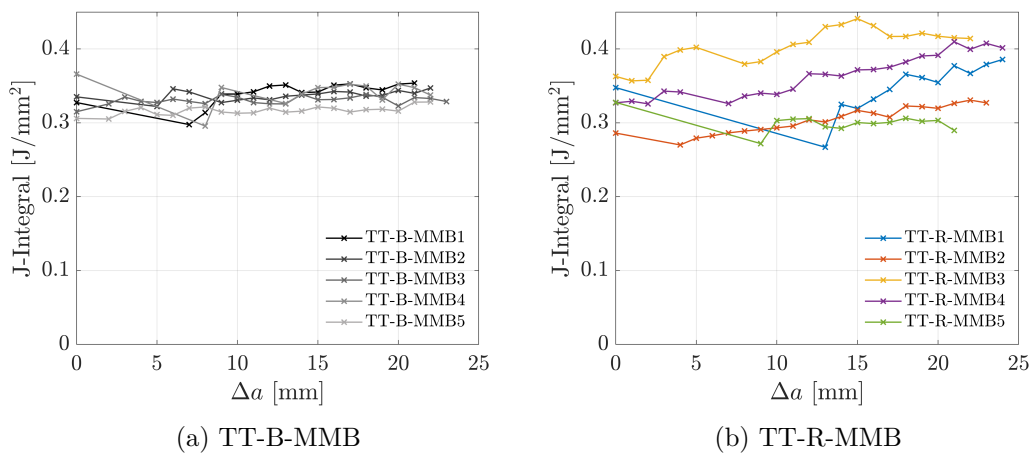 0.4
0.3
0.2
0.1
0
J-Integral [J/mm²]
TT-B-MMB1
TT-B-MMB2
TT-B-MMB3
TT-B-MMB4
TT-B-MMB5
0 5 10 15 20 25
Δa [mm]
(a) TT-B-MMB
0.4
0.3
0.2
0.1
0
J-Integral [J/mm²]
TT-R-MMB1
TT-R-MMB2
TT-R-MMB3
TT-R-MMB4
TT-R-MMB5
0 5 10 15 20 25
Δa [mm]
(b) TT-R-MMB